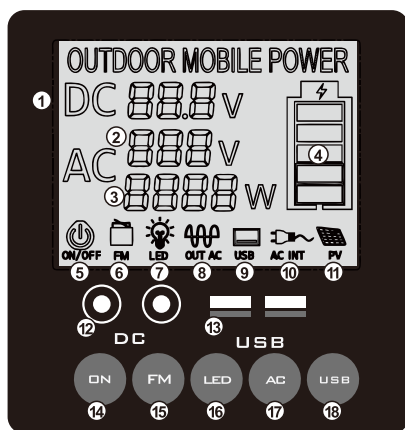 OUTDOOR MOBILE POWER
① DC 88.8 V
② 888 V
AC
③ 8888 W
④
ON/OFF FM LED OUT AC USB AC INT PV
⑤ ⑥ ⑦ ⑧ ⑨ ⑩ ⑪
⑫ ⑬
DC USB
ON FM LED AC USB
⑭ ⑮ ⑯ ⑰ ⑱